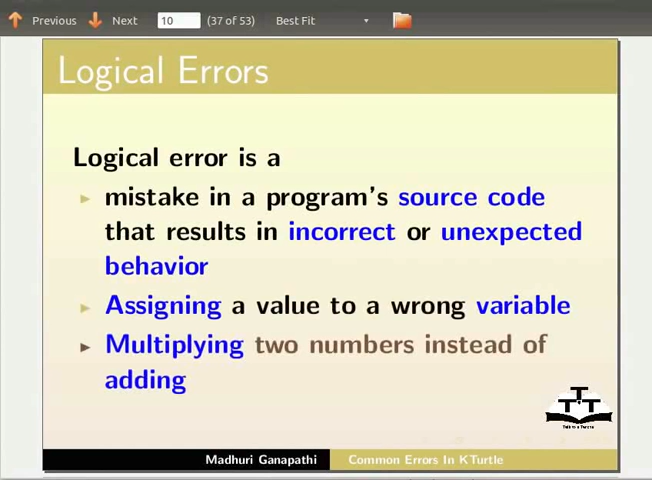 Previous Next 10 (37 of 53) Best Fit
Logical Errors
Logical error is a
mistake in a program's source code
that results in incorrect or unexpected
behavior
Assigning a value to a wrong variable
Multiplying two numbers instead of
adding
Madhuri Ganapathi Common Errors In KTurtle